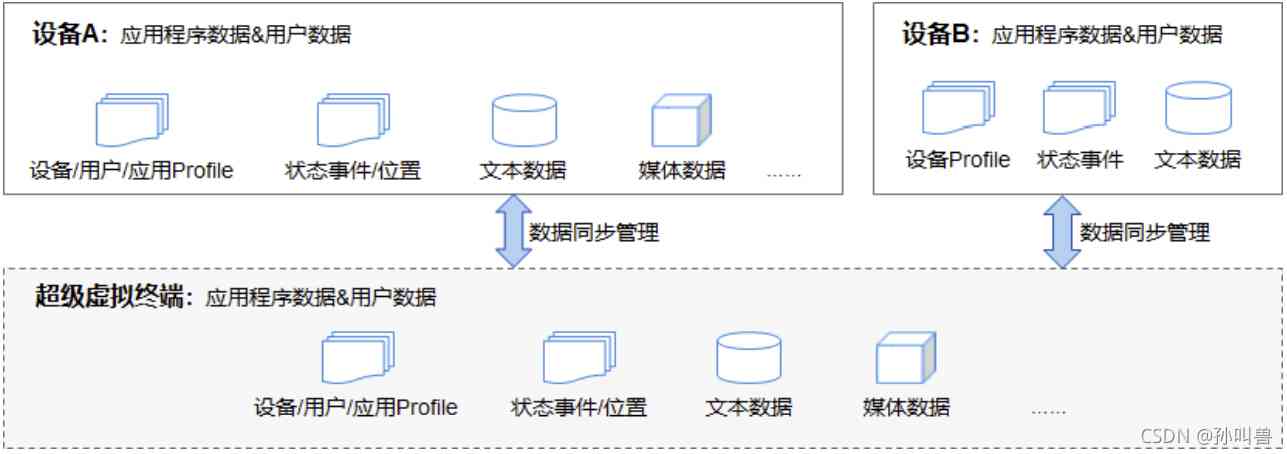 设备A：应用程序数据&用户数据
设备/用户/应用Profile
状态事件/位置
文本数据
媒体数据
......
设备B：应用程序数据&用户数据
设备Profile
状态事件
文本数据
数据同步管理
数据同步管理
超级虚拟终端：应用程序数据&用户数据
设备/用户/应用Profile
状态事件/位置
文本数据
媒体数据
......
CSDN @孙叫兽